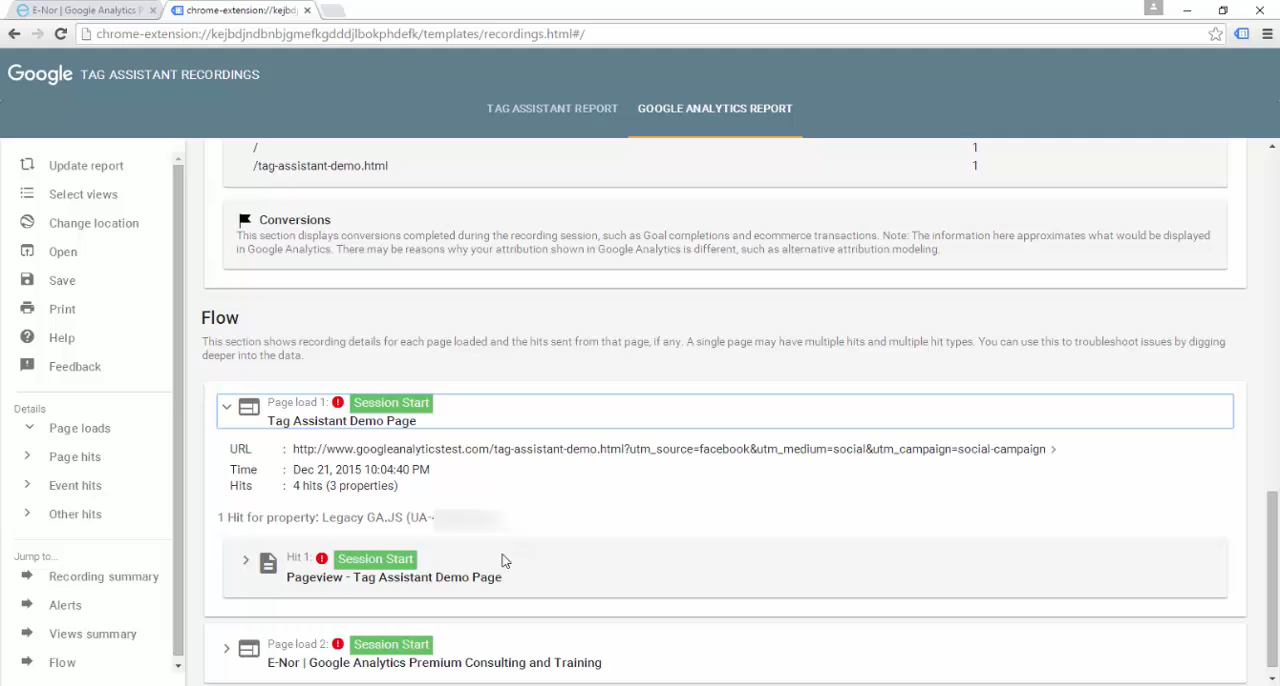 E-Nor | Google Analytics P
chrome-extension://kejbdj
chrome-extension://kejbdjndbnbjgmefkgdddjlbokphdefk/templates/recordings.html#/
Google TAG ASSISTANT RECORDINGS
TAG ASSISTANT REPORT GOOGLE ANALYTICS REPORT
Update report
Select views
Change location
Open
Save
Print
Help
Feedback
Details
Page loads
Page hits
Event hits
Other hits
Jump to...
Recording summary
Alerts
Views summary
Flow
/ 1
/tag-assistant-demo.html 1
Conversions
This section displays conversions completed during the recording session, such as Goal completions and ecommerce transactions. Note: The information here approximates what would be displayed
in Google Analytics. There may be reasons why your attribution shown in Google Analytics is different, such as alternative attribution modeling.
Flow
This section shows recording details for each page loaded and the hits sent from that page, if any. A single page may have multiple hits and multiple hit types. You can use this to troubleshoot issues by digging
deeper into the data.
Page load 1: Session Start
Tag Assistant Demo Page
URL : http://www.googleanalyticstest.com/tag-assistant-demo.html?utm_source=facebook&utm_medium=social&utm_campaign=social-campaign >
Time : Dec 21, 2015 10:04:40 PM
Hits : 4 hits (3 properties)
1 Hit for property: Legacy GA.JS (UA-
Hit 1: Session Start
Pageview - Tag Assistant Demo Page
Page load 2: Session Start
E-Nor | Google Analytics Premium Consulting and Training